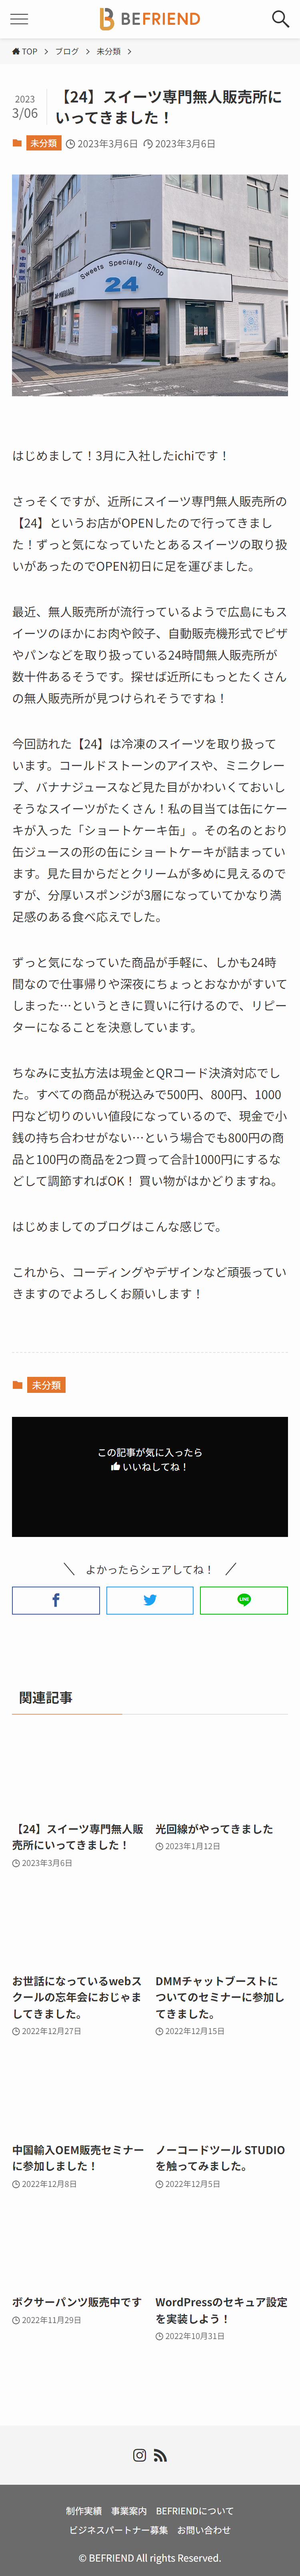 BEFRIEND
TOP > ブログ > 未分類 >
2023
3/06
【24】スイーツ専門無人販売所に
いってきました！
未分類 2023年3月6日 2023年3月6日
Sweets Specialty Shop
24
はじめまして！3月に入社したichiです！
さっそくですが、近所にスイーツ専門無人販売所の
【24】というお店がOPENしたので行ってきまし
た！ずっと気になっていたとあるスイーツの取り扱
いがあったのでOPEN初日に足を運びました。
最近、無人販売所が流行っているようで広島にもス
イーツのほかにお肉や餃子、自動販売機形式でピザ
やパンなどを取り扱っている24時間無人販売所が
数十件あるそうです。探せば近所にもっとたくさん
の無人販売所が見つけられそうですね！
今回訪れた【24】は冷凍のスイーツを取り扱って
います。コールドストーンのアイスや、ミニクレー
プ、バナナジュースなど見た目がかわいくておいし
そうなスイーツがたくさん！私の目当ては缶にケー
キが入った「ショートケーキ缶」。その名のとおり
缶ジュースの形の缶にショートケーキが詰まってい
ます。見た目からだとクリームが多めに見えるので
すが、分厚いスポンジが3層になっていてかなり満
足感のある食べ応えでした。
ずっと気になっていた商品が手軽に、しかも24時
間なので仕事帰りや深夜にちょっとおなかがすいて
しまった…というときに買いに行けるので、リピー
ターになることを決意しています。
ちなみに支払方法は現金とQRコード決済対応でし
た。すべての商品が税込みで500円、800円、1000
円など切りのいい値段になっているので、現金で小
銭の持ち合わせがない…という場合でも800円の商
品と100円の商品を2つ買って合計1000円にするな
どして調節すればOK！ 買い物がはかどりますね。
はじめましてのブログはこんな感じで。
これから、コーディングやデザインなど頑張ってい
きますのでよろしくお願いします！
未分類
この記事が気に入ったら
いいねしてね！
よかったらシェアしてね！
LINE
関連記事
【24】スイーツ専門無人販
売所にいってきました！
2023年3月6日
光回線がやってきました
2023年1月12日
お世話になっているwebス
クールの忘年会におじゃま
してきました。
2022年12月27日
DMMチャットブーストに
ついてのセミナーに参加し
てきました。
2022年12月15日
中国輸入OEM販売セミナー
に参加しました！
2022年12月8日
ノーコードツール STUDIO
を触ってみました。
2022年12月5日
ボクサーパンツ販売中です
2022年11月29日
WordPressのセキュア設定
を実装しよう！
2022年10月31日
制作実績 事業案内 BEFRIENDについて
ビジネスパートナー募集 お問い合わせ
© BEFRIEND All rights Reserved.